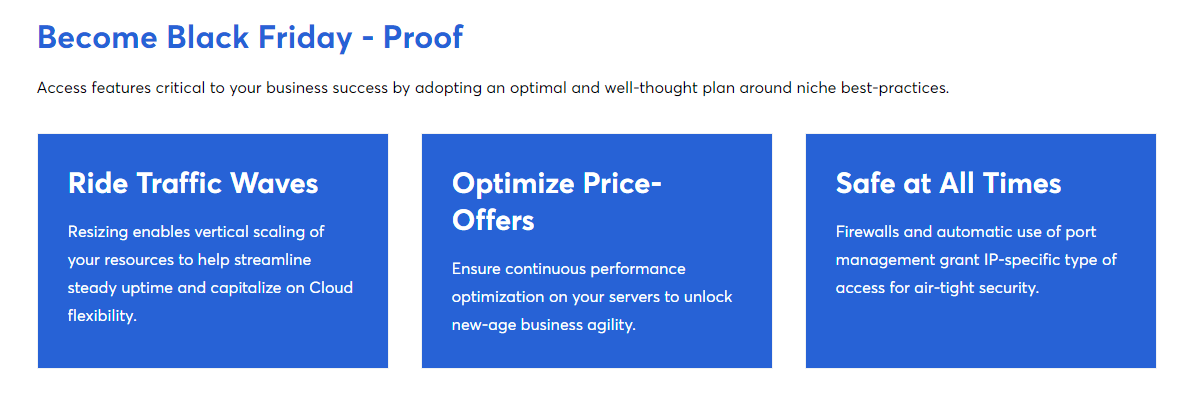 Become Black Friday - Proof
Access features critical to your business success by adopting an optimal and well-thought plan around niche best-practices.
Ride Traffic Waves
Resizing enables vertical scaling of
your resources to help streamline
steady uptime and capitalize on Cloud
flexibility.
Optimize Price-
Offers
Ensure continuous performance
optimization on your servers to unlock
new-age business agility.
Safe at All Times
Firewalls and automatic use of port
management grant IP-specific type of
access for air-tight security.